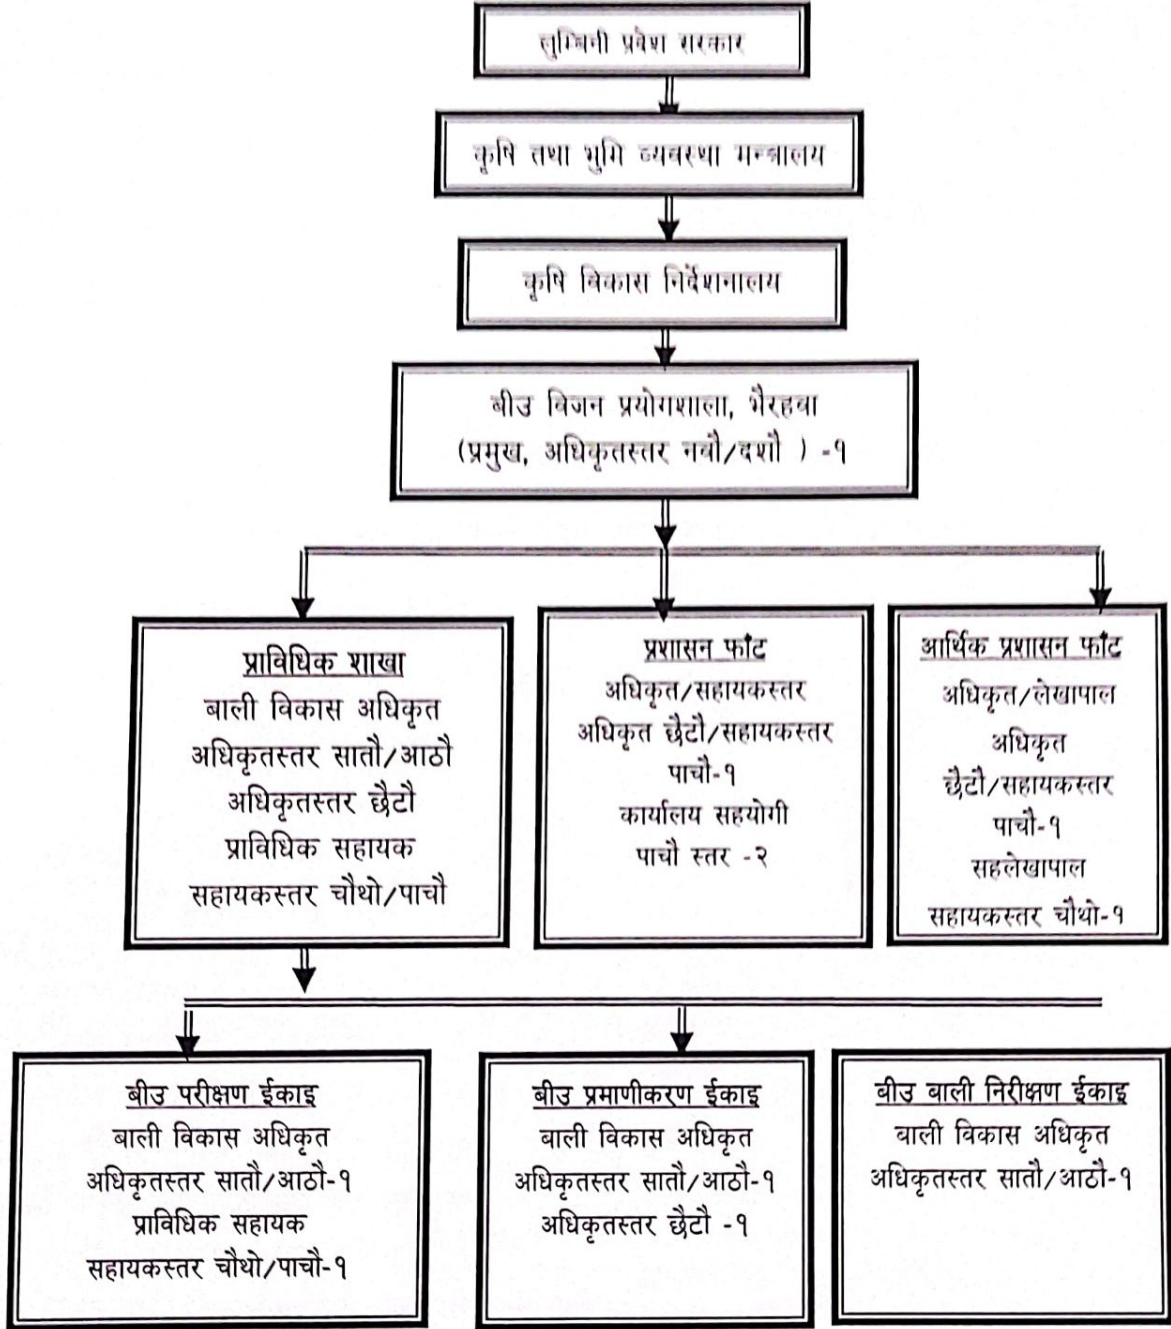 लुम्बिनी प्रदेश सरकार
कृषि तथा भुमि व्यवस्था मन्त्रालय
कृषि विकास निर्देशनालय
बीउ विजन प्रयोगशाला, भैरहवा
(प्रमुख, अधिकृतस्तर नवौ/दशौ ) -१
प्राविधिक शाखा
बाली विकास अधिकृत
अधिकृतस्तर सातौ/आठौ
अधिकृतस्तर छैटौ
प्राविधिक सहायक
सहायकस्तर चौथो/पाचौ
प्रशासन फाँट
अधिकृत/सहायकस्तर
अधिकृत छैटौ/सहायकस्तर
पाचौ-१
कार्यालय सहयोगी
पाचौ स्तर -२
आर्थिक प्रशासन फाँट
अधिकृत/लेखापाल
अधिकृत
छैटौ/सहायकस्तर
पाचौ-१
सहलेखापाल
सहायकस्तर चौथो-१
बीउ परीक्षण ईकाइ
बाली विकास अधिकृत
अधिकृतस्तर सातौ/आठौ-१
प्राविधिक सहायक
सहायकस्तर चौथो/पाचौ-१
बीउ प्रमाणीकरण ईकाइ
बाली विकास अधिकृत
अधिकृतस्तर सातौ/आठौ-१
अधिकृतस्तर छैटौ -१
बीउ बाली निरीक्षण ईकाइ
बाली विकास अधिकृत
अधिकृतस्तर सातौ/आठौ-१